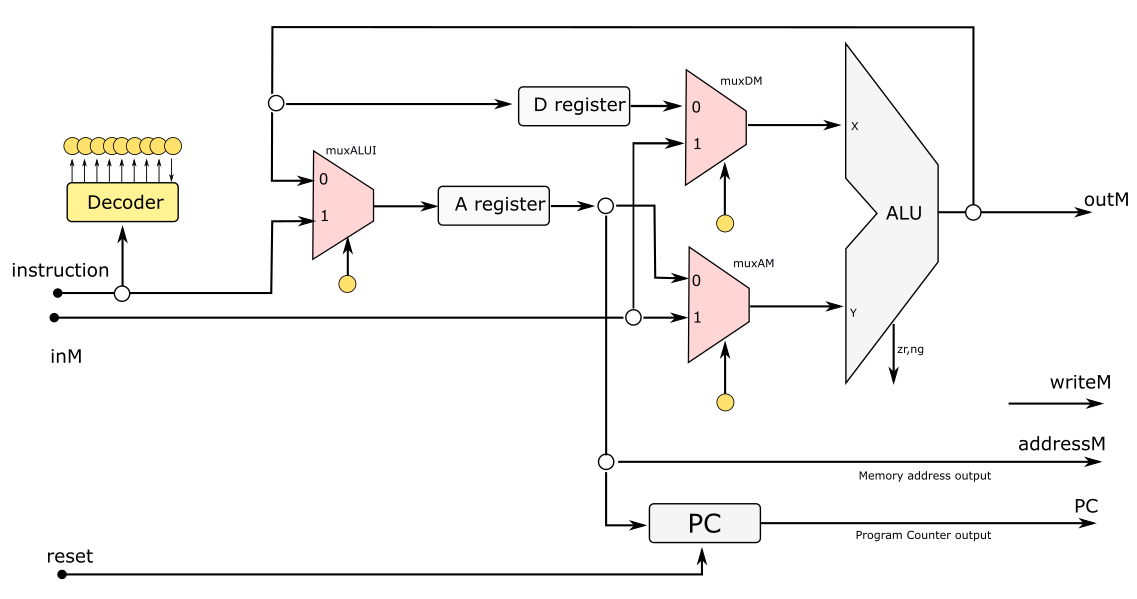 muxDM
D register
0
1
X
muxALUI
0
1
Decoder
A register
ALU
outM
instruction
muxAM
0
1
Y
inM
zr,ng
writeM
addressM
Memory address output
PC
PC
Program Counter output
reset